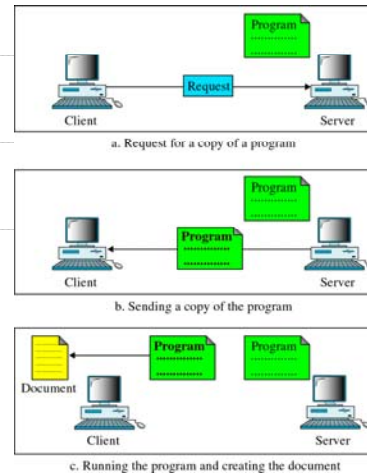 Program
Request
Client
Server
a. Request for a copy of a program
Program
Program
Client
Server
b. Sending a copy of the program
Program
Program
Document
Client
Server
c. Running the program and creating the document